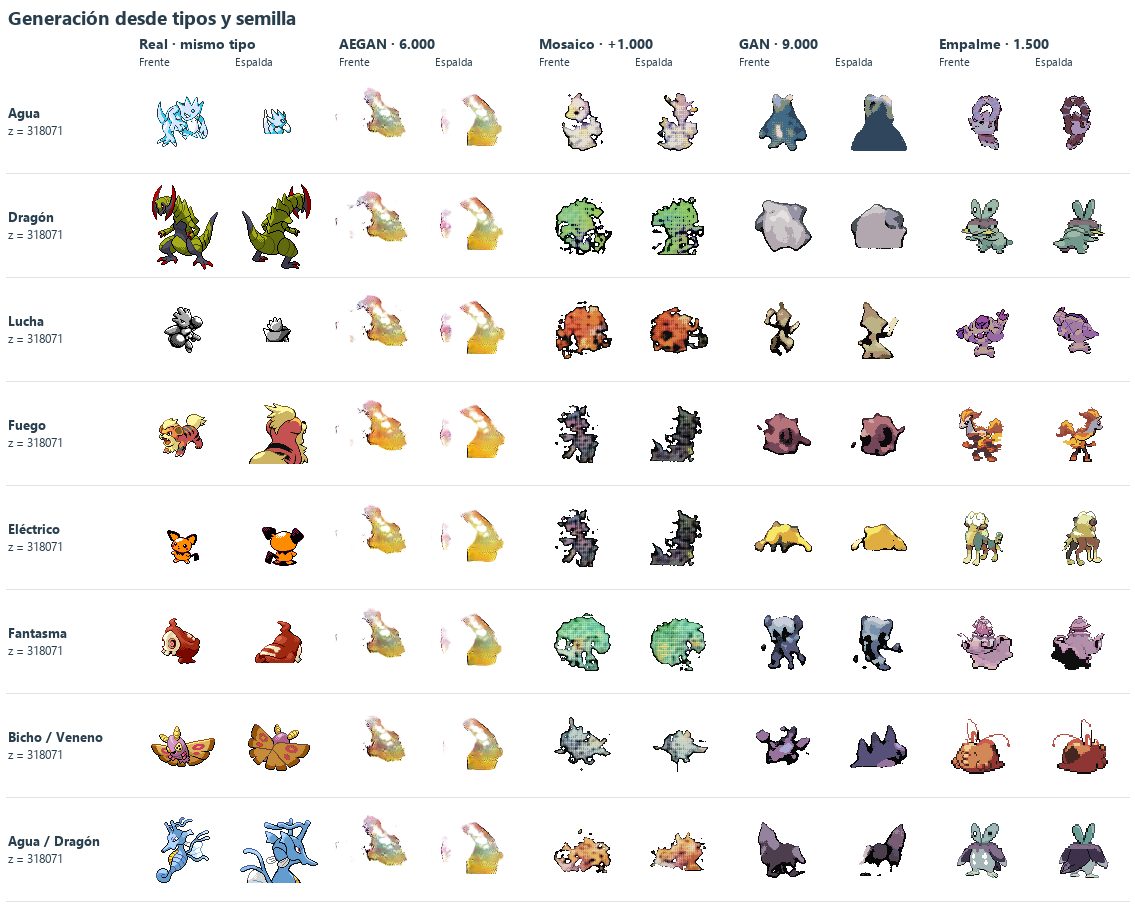 Generación desde tipos y semilla
Real · mismo tipo AEGAN · 6.000 Mosaico · +1.000 GAN · 9.000 Empalme · 1.500
Frente Espalda Frente Espalda Frente Espalda Frente Espalda Frente Espalda
Agua
z = 318071
Dragón
z = 318071
Lucha
z = 318071
Fuego
z = 318071
Eléctrico
z = 318071
Fantasma
z = 318071
Bicho / Veneno
z = 318071
Agua / Dragón
z = 318071